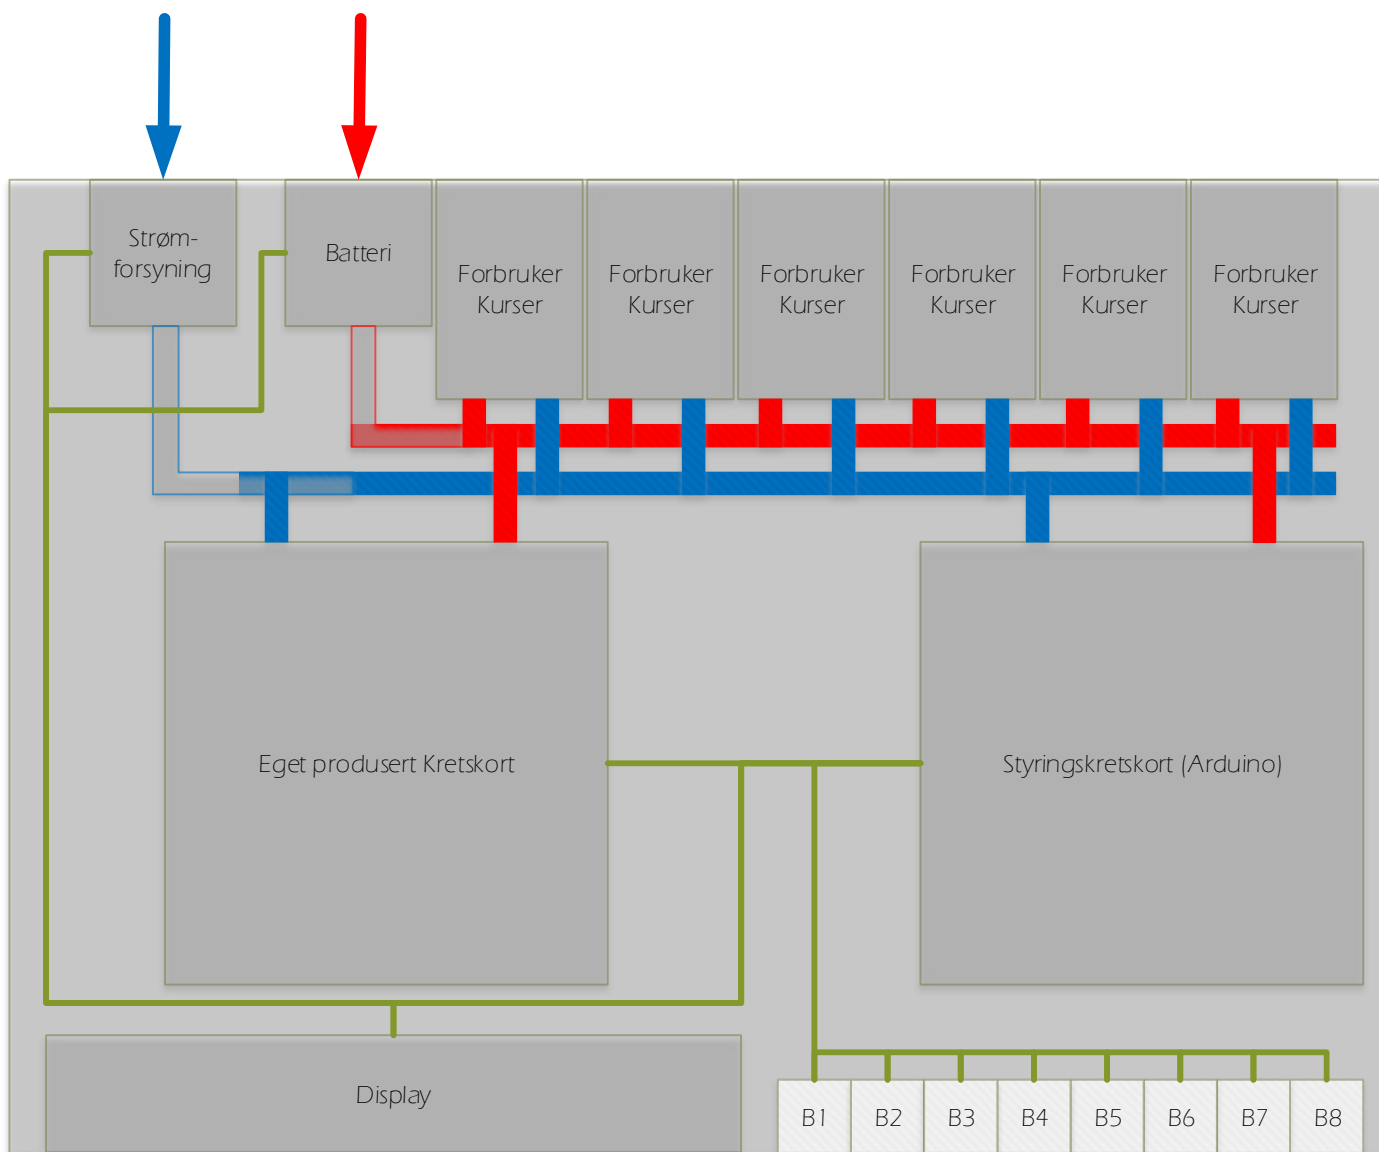 Strøm-
forsyning
Batteri
Forbruker
Kurser
Forbruker
Kurser
Forbruker
Kurser
Forbruker
Kurser
Forbruker
Kurser
Forbruker
Kurser
Eget produsert Kretskort
Styringskretskort (Arduino)
Display
B1
B2
B3
B4
B5
B6
B7
B8